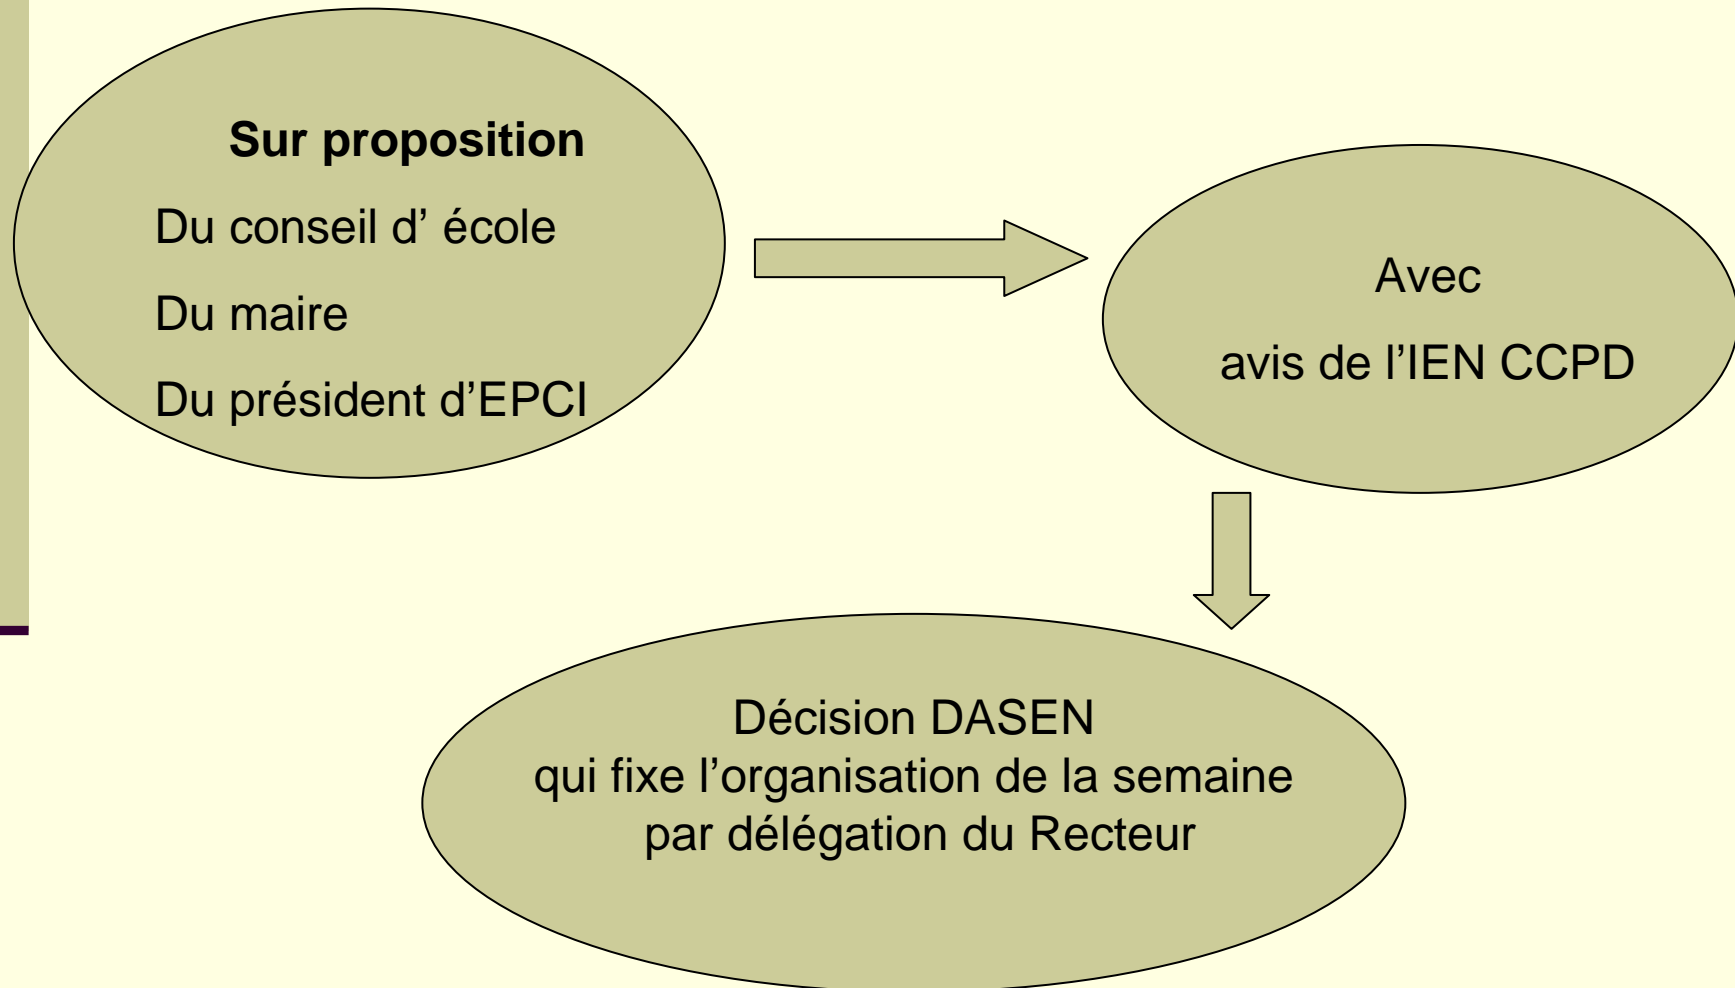 Sur proposition
Du conseil d’ école
Du maire
Du président d’EPCI
Avec
avis de l’IEN CCPD
Décision DASEN
qui fixe l’organisation de la semaine
par délégation du Recteur